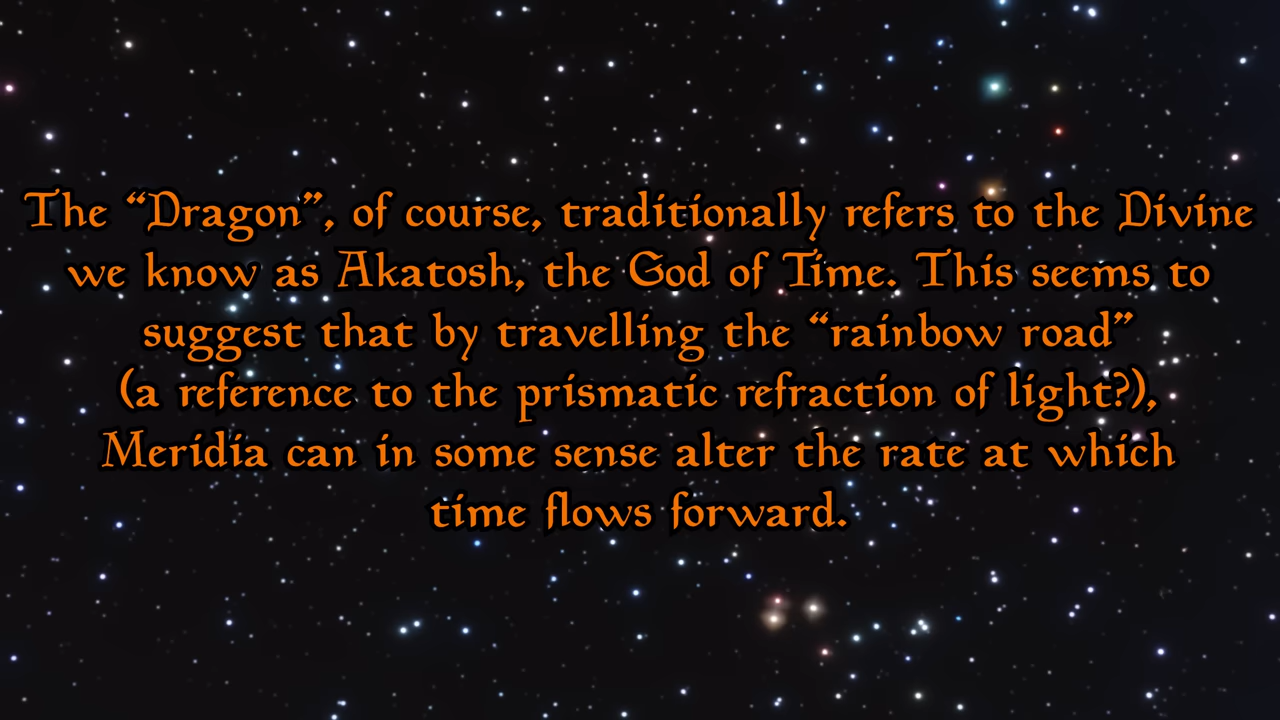 The “Dragon”, of course, traditionally refers to the Divine
we know as Akatosh, the God of Time. This seems to
suggest that by travelling the “rainbow road”
(a reference to the prismatic refraction of light?),
Meridia can in some sense alter the rate at which
time flows forward.